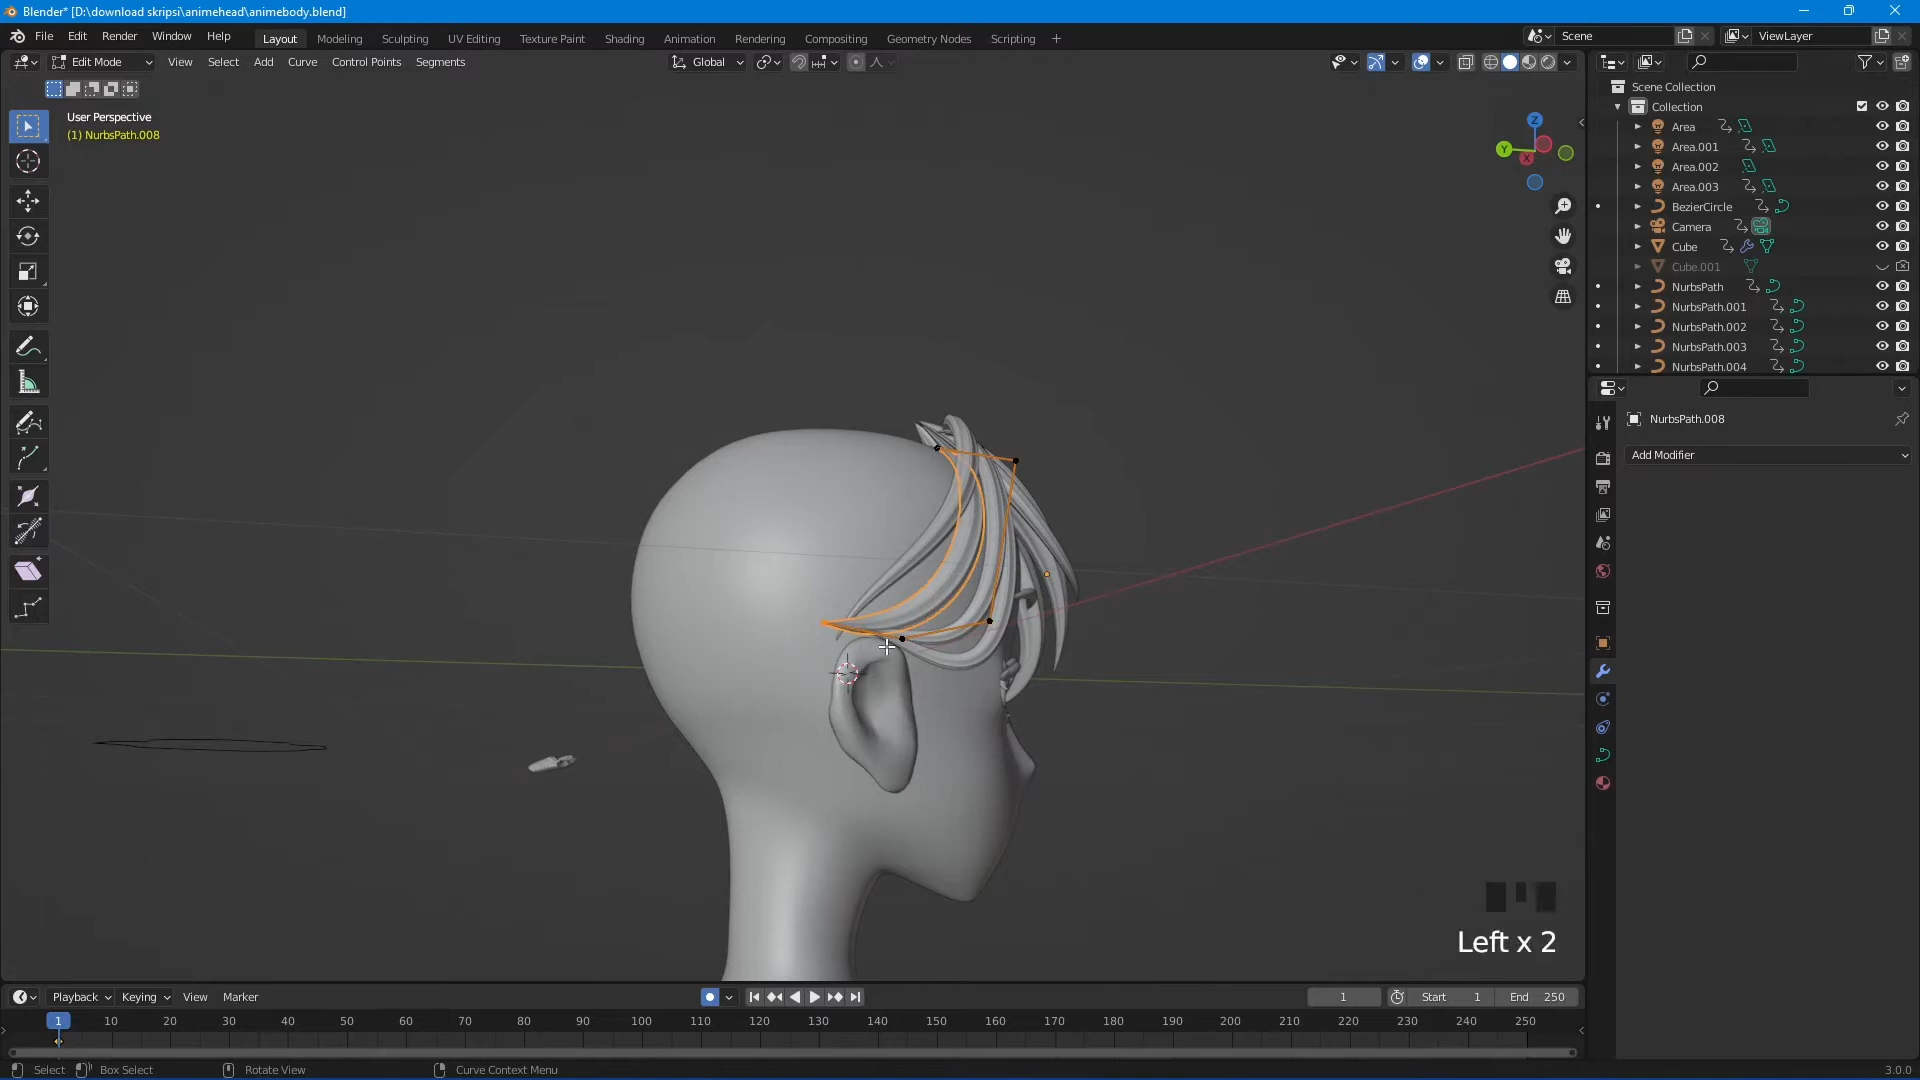 Blender* [D:\download skripsi\animehead\animebody.blend]
File Edit Render Window Help Layout Modeling Sculpting UV Editing Texture Paint Shading Animation Rendering Compositing Geometry Nodes Scripting + Scene ViewLayer
Edit Mode View Select Add Curve Control Points Segments Global
User Perspective
(1) NurbsPath.008
Z
Y
X
Scene Collection
Collection
Area
Area.001
Area.002
Area.003
BezierCircle
Camera
Cube
Cube.001
NurbsPath
NurbsPath.001
NurbsPath.002
NurbsPath.003
NurbsPath.004
NurbsPath.008
Add Modifier
Left x 2
Playback Keying View Marker 1 Start 1 End 250
1 10 20 30 40 50 60 70 80 90 100 110 120 130 140 150 160 170 180 190 200 210 220 230 240 250
Select Box Select Rotate View Curve Context Menu 3.0.0